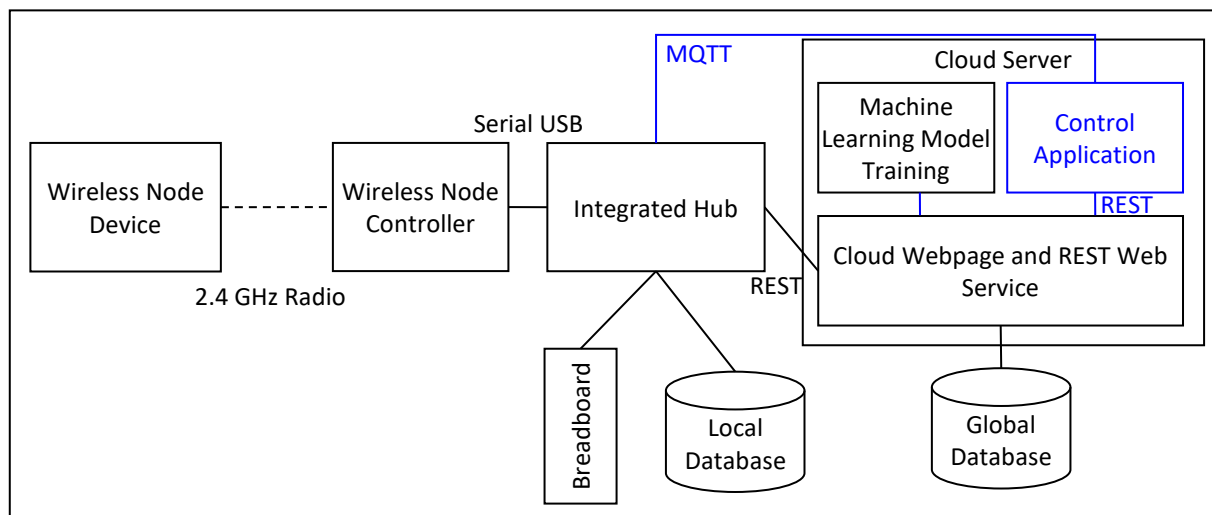 MQTT
Cloud Server
Machine
Learning Model
Training
Control
Application
Serial USB
Wireless Node
Device
Wireless Node
Controller
Integrated Hub
REST
Cloud Webpage and REST Web
Service
REST
2.4 GHz Radio
Breadboard
Local
Database
Global
Database